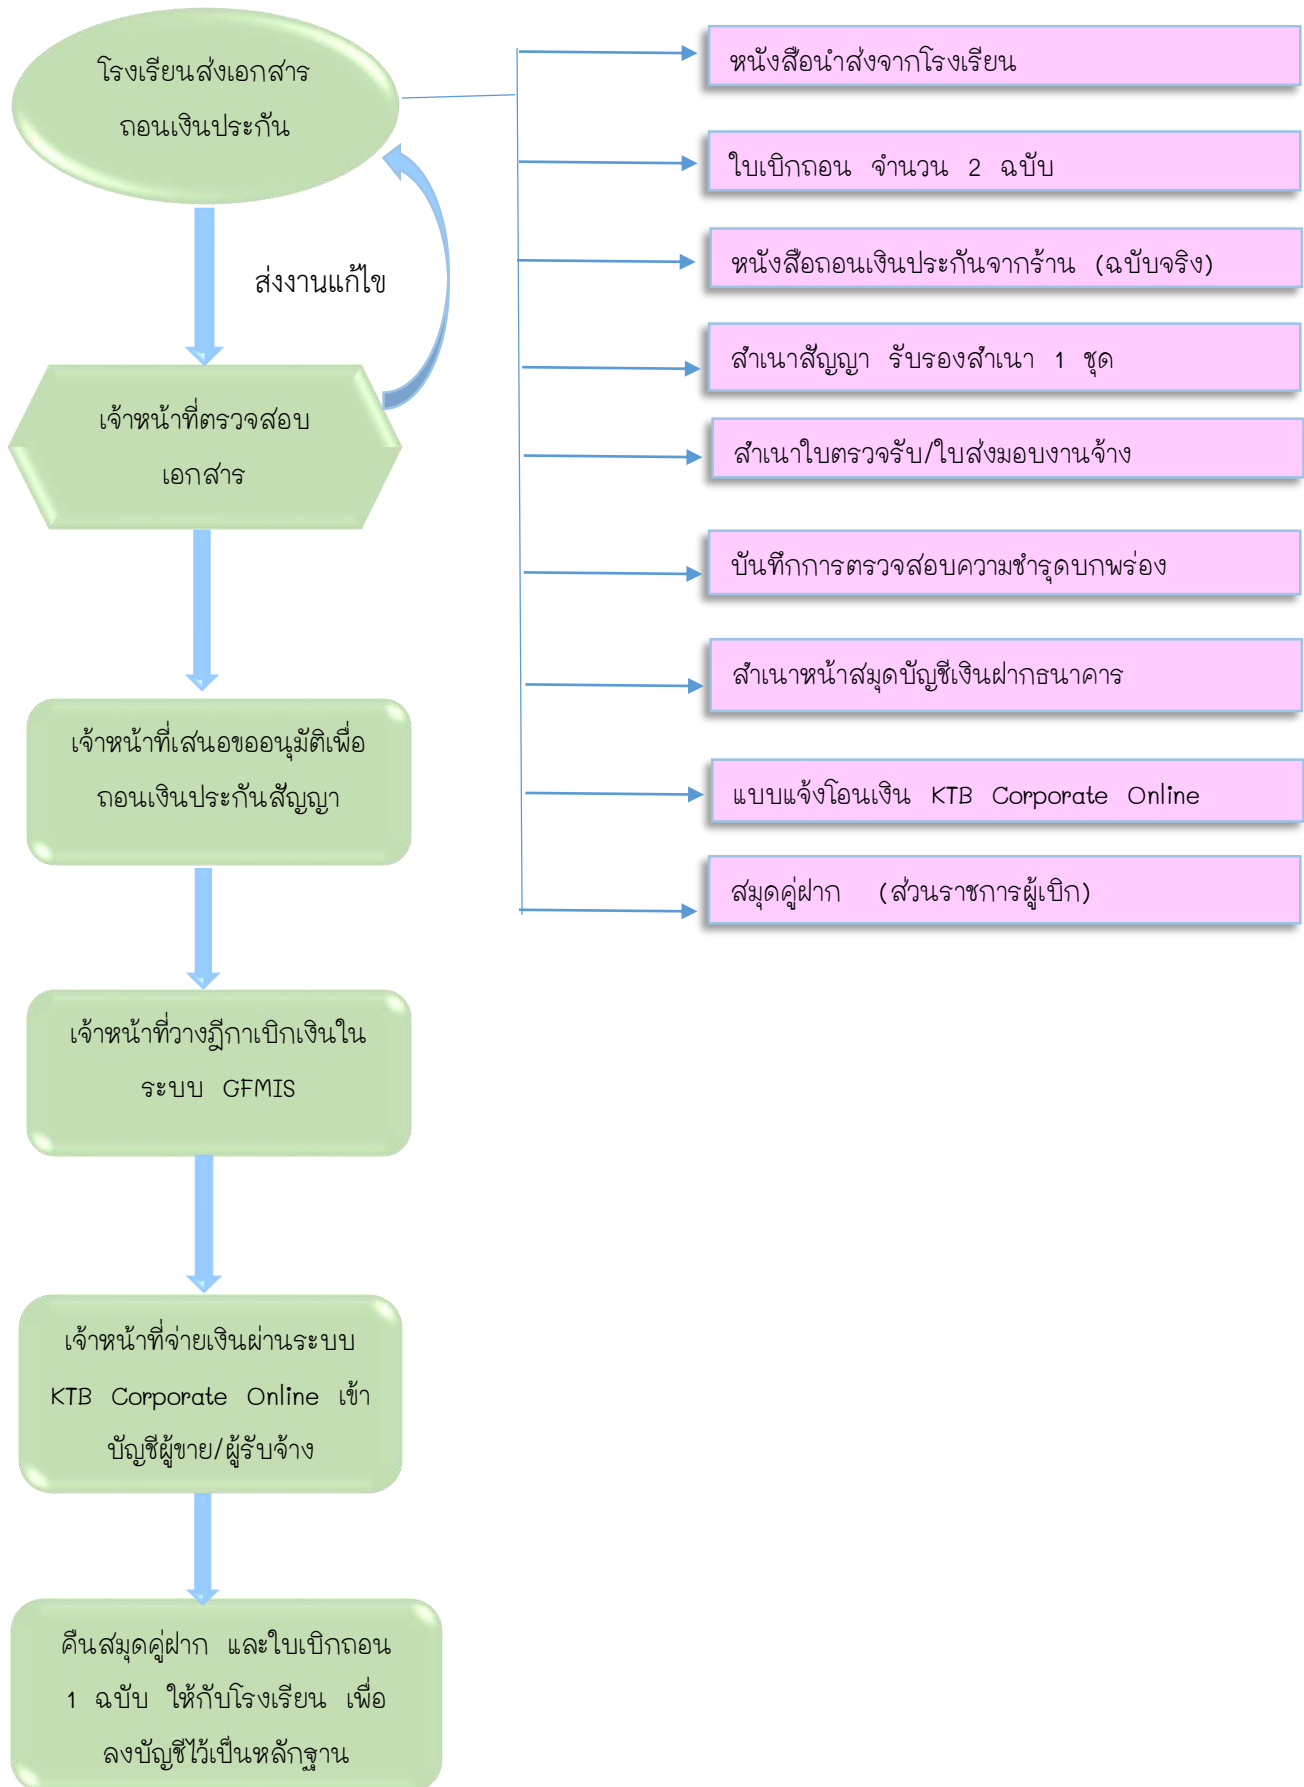 โรงเรียนส่งเอกสาร
ถอนเงินประกัน
ส่งงานแก้ไข
เจ้าหน้าที่ตรวจสอบ
เอกสาร
เจ้าหน้าที่เสนอขออนุมัติเพื่อ
ถอนเงินประกันสัญญา
เจ้าหน้าที่วางฎีกาเบิกเงินใน
ระบบ GFMIS
เจ้าหน้าที่จ่ายเงินผ่านระบบ
KTB Corporate Online เข้า
บัญชีผู้ขาย/ผู้รับจ้าง
คืนสมุดคู่ฝาก และใบเบิกถอน
1 ฉบับ ให้กับโรงเรียน เพื่อ
ลงบัญชีไว้เป็นหลักฐาน
หนังสือนำส่งจากโรงเรียน
ใบเบิกถอน จำนวน 2 ฉบับ
หนังสือถอนเงินประกันจากร้าน (ฉบับจริง)
สำเนาสัญญา รับรองสำเนา 1 ชุด
สำเนาใบตรวจรับ/ใบส่งมอบงานจ้าง
บันทึกการตรวจสอบความชำรุดบกพร่อง
สำเนาหน้าสมุดบัญชีเงินฝากธนาคาร
แบบแจ้งโอนเงิน KTB Corporate Online
สมุดคู่ฝาก (ส่วนราชการผู้เบิก)